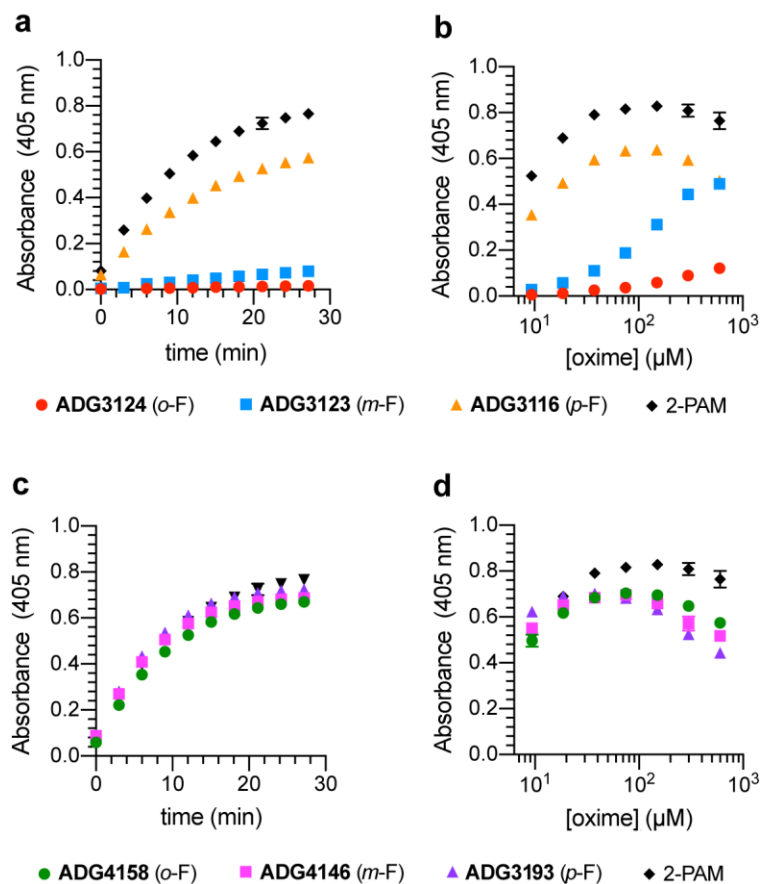 a
Absorbance (405 nm)
1.0
0.8
0.6
0.4
0.2
0.0
0 10 20 30
time (min)
b
Absorbance (405 nm)
1.0
0.8
0.6
0.4
0.2
0.0
10¹ 10² 10³
[oxime] (µM)
ADG3124 (o-F) ADG3123 (m-F) ADG3116 (p-F) 2-PAM
c
Absorbance (405 nm)
1.0
0.8
0.6
0.4
0.2
0.0
0 10 20 30
time (min)
d
Absorbance (405 nm)
1.0
0.8
0.6
0.4
0.2
0.0
10¹ 10² 10³
[oxime] (µM)
ADG4158 (o-F) ADG4146 (m-F) ADG3193 (p-F) 2-PAM